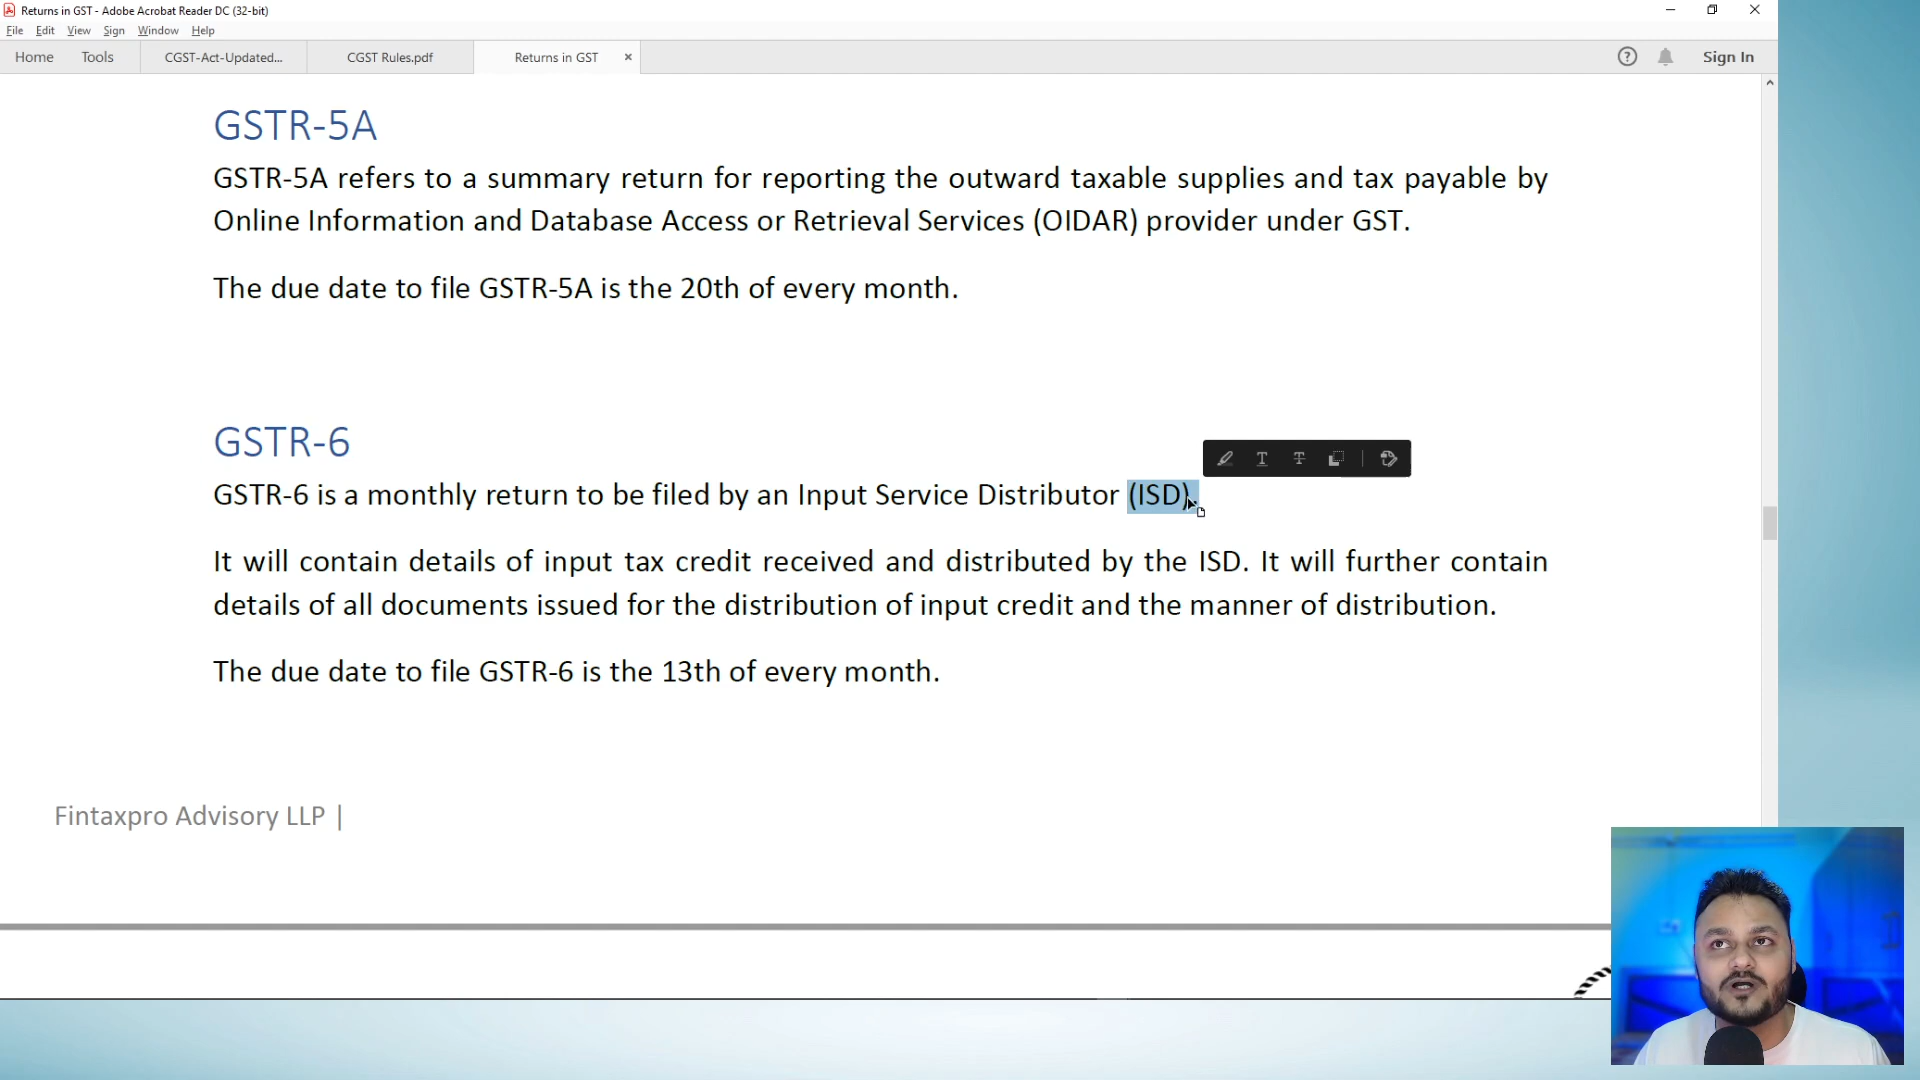 Returns in GST - Adobe Acrobat Reader DC (32-bit)
File Edit View Sign Window Help
Home Tools CGST-Act-Updated... CGST Rules.pdf Returns in GST × Sign In
GSTR-5A
GSTR-5A refers to a summary return for reporting the outward taxable supplies and tax payable by
Online Information and Database Access or Retrieval Services (OIDAR) provider under GST.
The due date to file GSTR-5A is the 20th of every month.
GSTR-6
GSTR-6 is a monthly return to be filed by an Input Service Distributor (ISD).
It will contain details of input tax credit received and distributed by the ISD. It will further contain
details of all documents issued for the distribution of input credit and the manner of distribution.
The due date to file GSTR-6 is the 13th of every month.
Fintaxpro Advisory LLP |